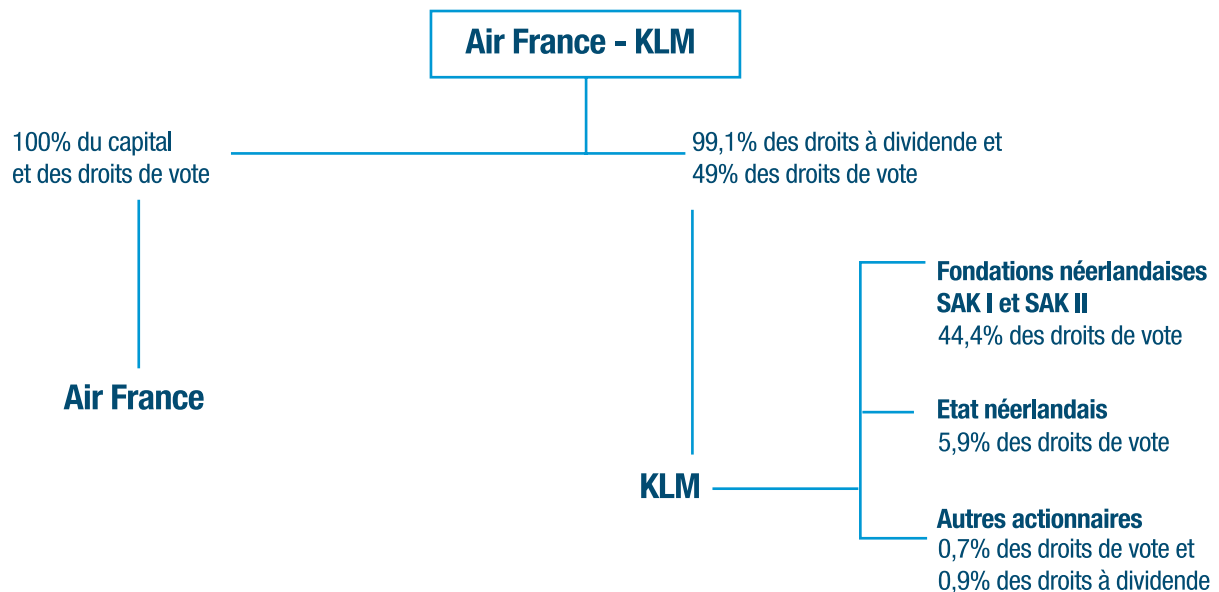 Air France - KLM
100% du capital
et des droits de vote
99,1% des droits à dividende et
49% des droits de vote
Air France
KLM
Fondations néerlandaises
SAK I et SAK II
44,4% des droits de vote
Etat néerlandais
5,9% des droits de vote
Autres actionnaires
0,7% des droits de vote et
0,9% des droits à dividende